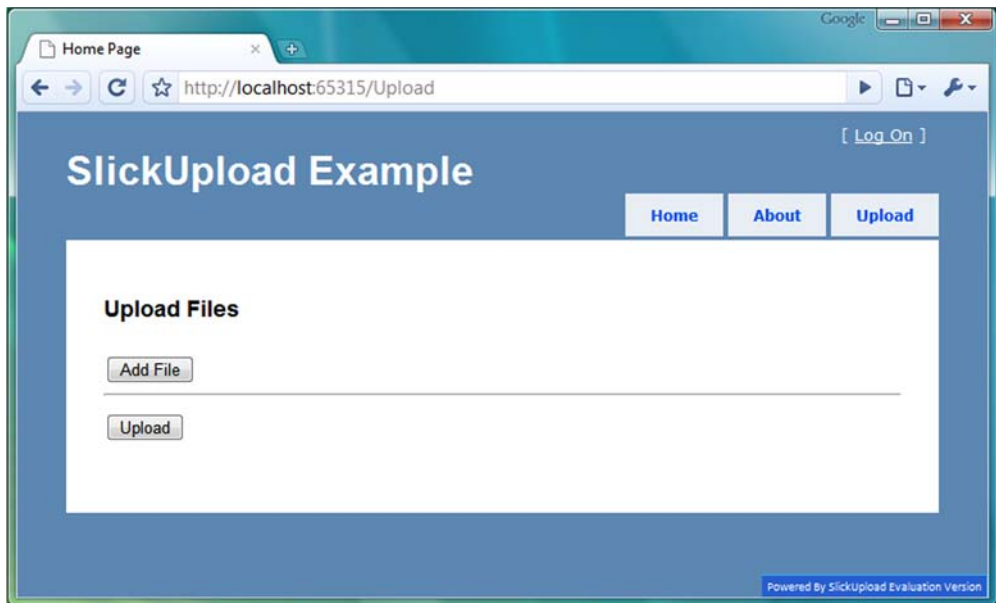 Google
Home Page
http://localhost:65315/Upload
[ Log On ]
SlickUpload Example
Home About Upload
Upload Files
Add File
Upload
Powered By SlickUpload Evaluation Version